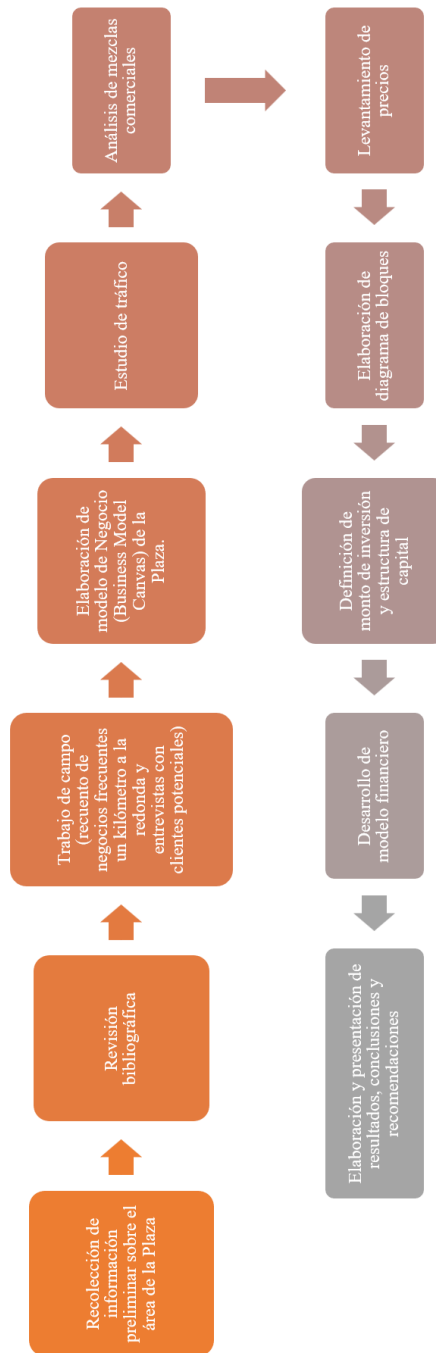 Recolección de
información
preliminar sobre el
área de la Plaza
Revisión
bibliográfica
Trabajo de campo
(recuento de
negocios frecuentes
un kilómetro a la
redonda y
entrevistas con
clientes potenciales)
Elaboración de
modelo de Negocio
(Business Model
Canvas) de la
Plaza.
Estudio de tráfico
Análisis de mezclas
comerciales
Levantamiento de
precios
Elaboración de
diagrama de bloques
Definición de
monto de inversión
y estructura de
capital
Desarrollo de
modelo financiero
Elaboración y presentación de
resultados, conclusiones y
recomendaciones